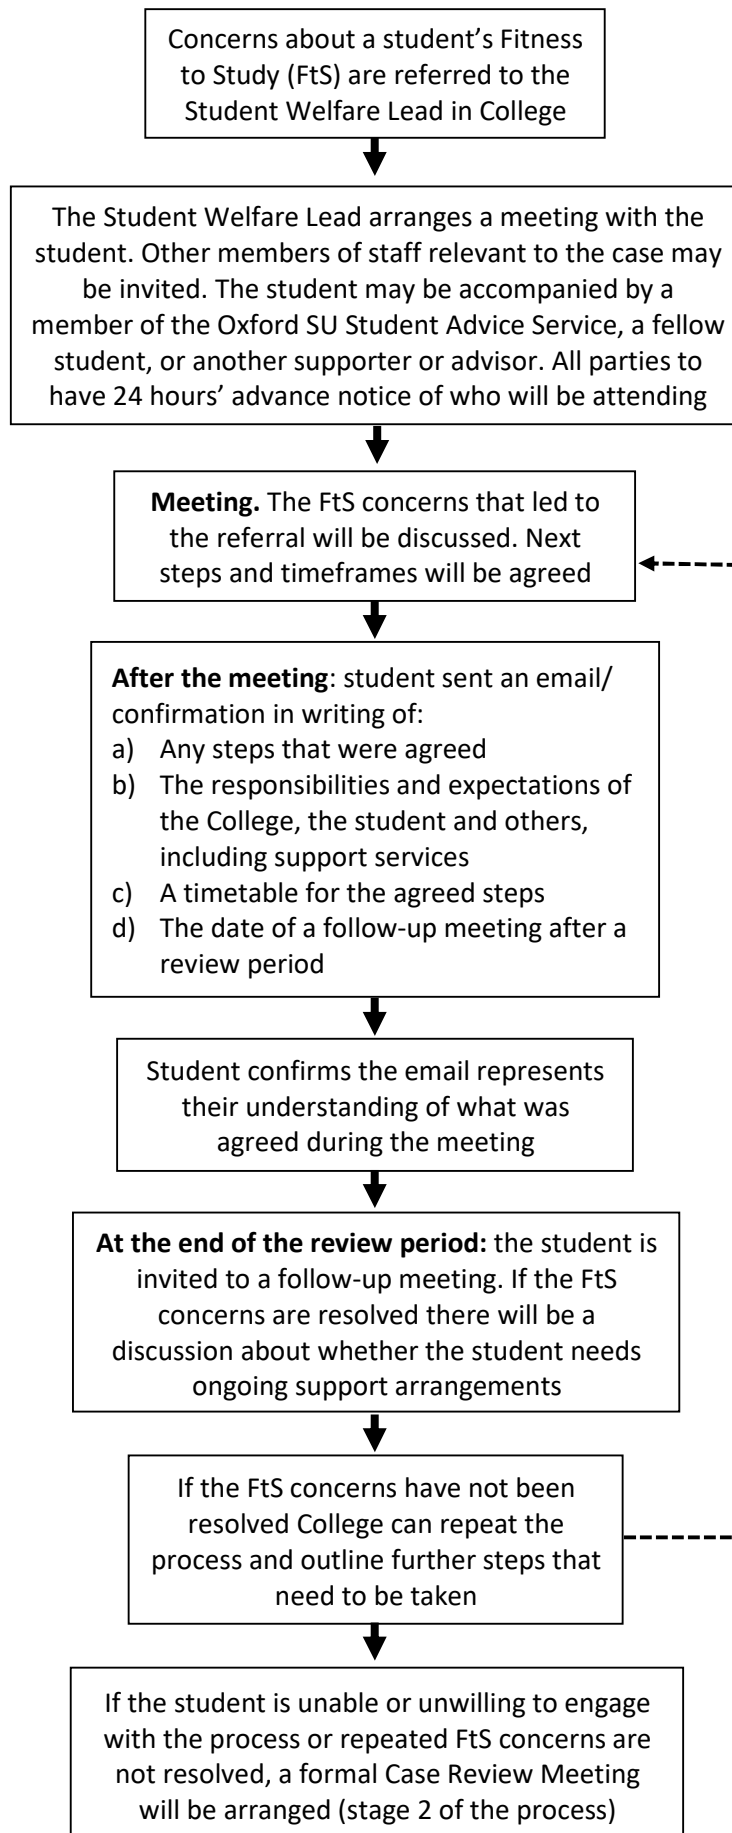 Concerns about a student’s Fitness
to Study (FtS) are referred to the
Student Welfare Lead in College
The Student Welfare Lead arranges a meeting with the
student. Other members of staff relevant to the case may
be invited. The student may be accompanied by a
member of the Oxford SU Student Advice Service, a fellow
student, or another supporter or advisor. All parties to
have 24 hours’ advance notice of who will be attending
Meeting. The FtS concerns that led to
the referral will be discussed. Next
steps and timeframes will be agreed
After the meeting: student sent an email/
confirmation in writing of:
a) Any steps that were agreed
b) The responsibilities and expectations of
the College, the student and others,
including support services
c) A timetable for the agreed steps
d) The date of a follow-up meeting after a
review period
Student confirms the email represents
their understanding of what was
agreed during the meeting
At the end of the review period: the student is
invited to a follow-up meeting. If the FtS
concerns are resolved there will be a
discussion about whether the student needs
ongoing support arrangements
If the FtS concerns have not been
resolved College can repeat the
process and outline further steps that
need to be taken
If the student is unable or unwilling to engage
with the process or repeated FtS concerns are
not resolved, a formal Case Review Meeting
will be arranged (stage 2 of the process)